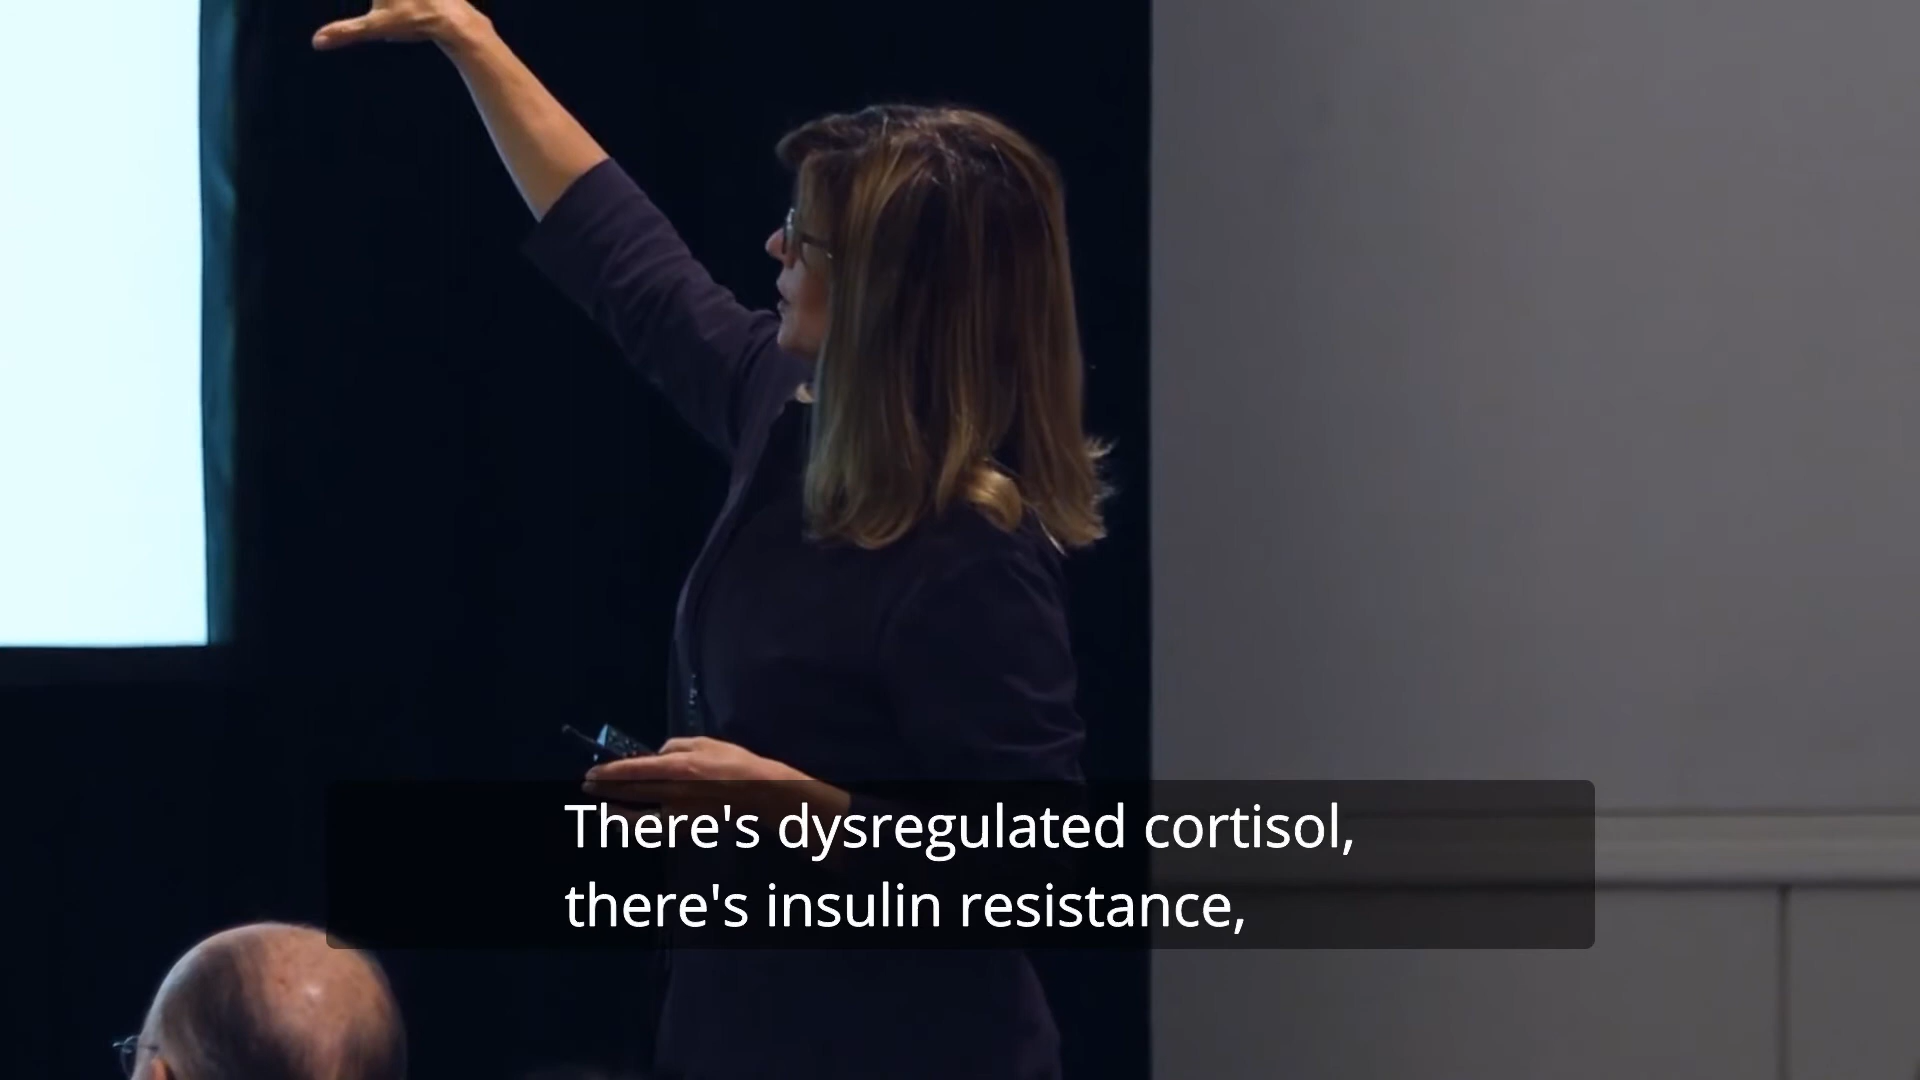 There's dysregulated cortisol,
there's insulin resistance,